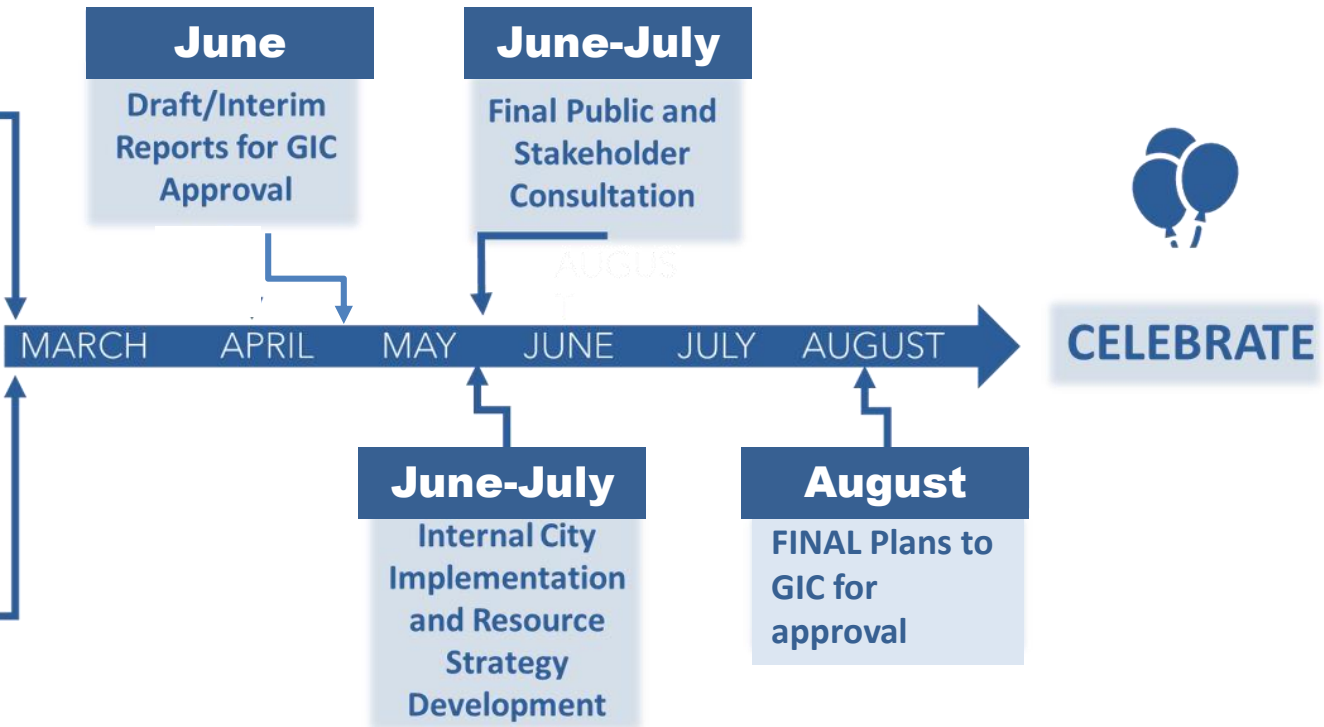 June
Draft/Interim
Reports for GIC
Approval
June-July
Final Public and
Stakeholder
Consultation
AUGUS
T
MARCH APRIL MAY JUNE JULY AUGUST
CELEBRATE
June-July
Internal City
Implementation
and Resource
Strategy
Development
August
FINAL Plans to
GIC for
approval